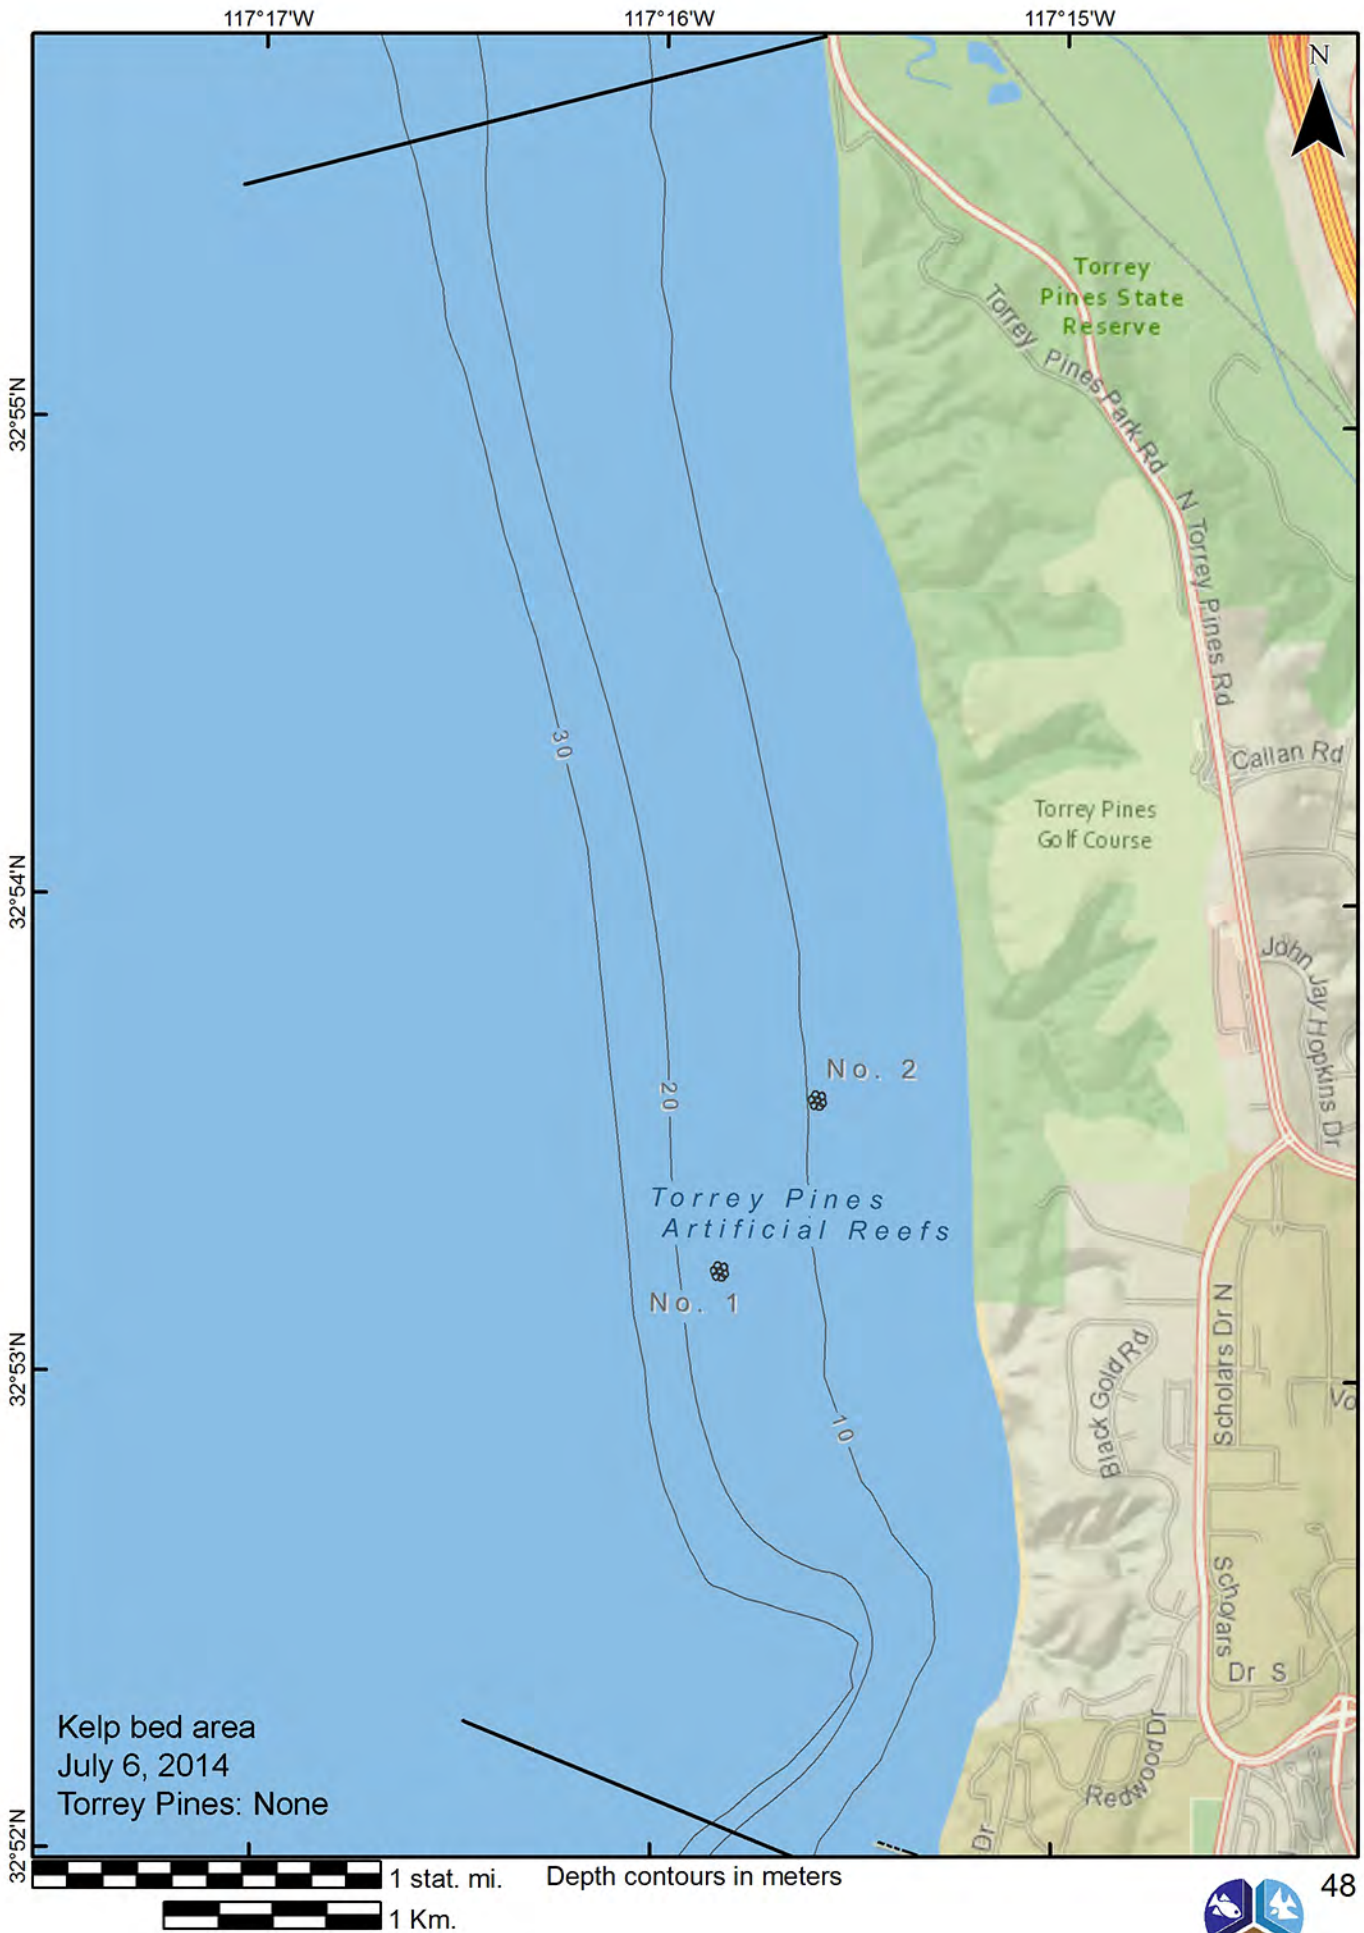 117°17'W
117°16'W
117°15'W
N
Torrey
Pines State
Reserve
Torrey Pines Park Rd
32°55'N
N Torrey Pines Rd
30
Callan Rd
Torrey Pines
Golf Course
32°54'N
John Jay Hopkins Dr
No. 2
20
Torrey Pines
Artificial Reefs
No. 1
Scholars Dr N
32°53'N
Black Gold Rd
Vo
10
Scholars
Dr S
Kelp bed area
July 6, 2014
Torrey Pines: None
Redwood Dr
Dr
32°52'N
1 stat. mi.
Depth contours in meters
48
1 Km.